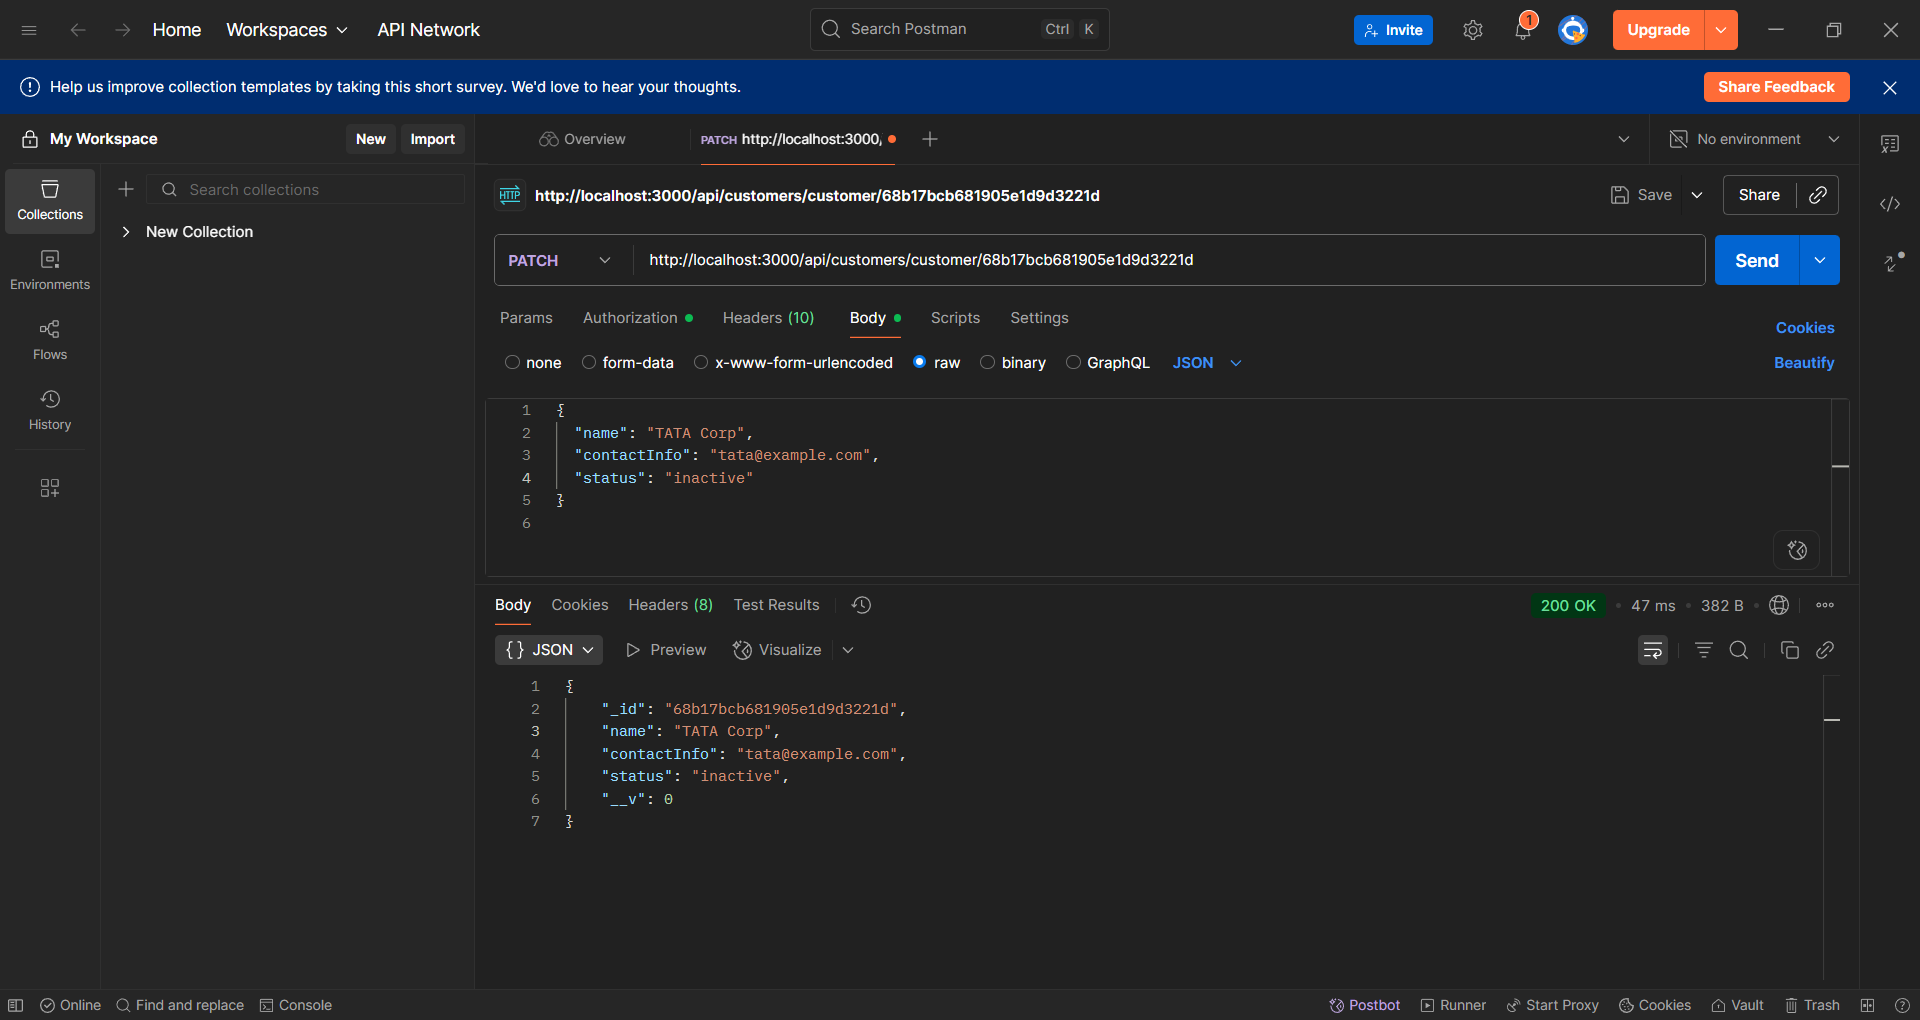 Home
Workspaces
API Network
Search Postman
Ctrl K
Invite
1
Upgrade
Help us improve collection templates by taking this short survey. We'd love to hear your thoughts.
Share Feedback
My Workspace
New
Import
Overview
PATCH http://localhost:3000/
No environment
Collections
Search collections
New Collection
Environments
Flows
History
HTTP
http://localhost:3000/api/customers/customer/68b17bcb681905e1d9d3221d
Save
Share
PATCH
http://localhost:3000/api/customers/customer/68b17bcb681905e1d9d3221d
Send
Params
Authorization
Headers (10)
Body
Scripts
Settings
Cookies
none
form-data
x-www-form-urlencoded
raw
binary
GraphQL
JSON
Beautify
1 {
2 "name": "TATA Corp",
3 "contactInfo": "tata@example.com",
4 "status": "inactive"
5 }
6
Body
Cookies
Headers (8)
Test Results
200 OK
47 ms
382 B
{} JSON
Preview
Visualize
1 {
2 "_id": "68b17bcb681905e1d9d3221d",
3 "name": "TATA Corp",
4 "contactInfo": "tata@example.com",
5 "status": "inactive",
6 "__v": 0
7 }
Online
Find and replace
Console
Postbot
Runner
Start Proxy
Cookies
Vault
Trash